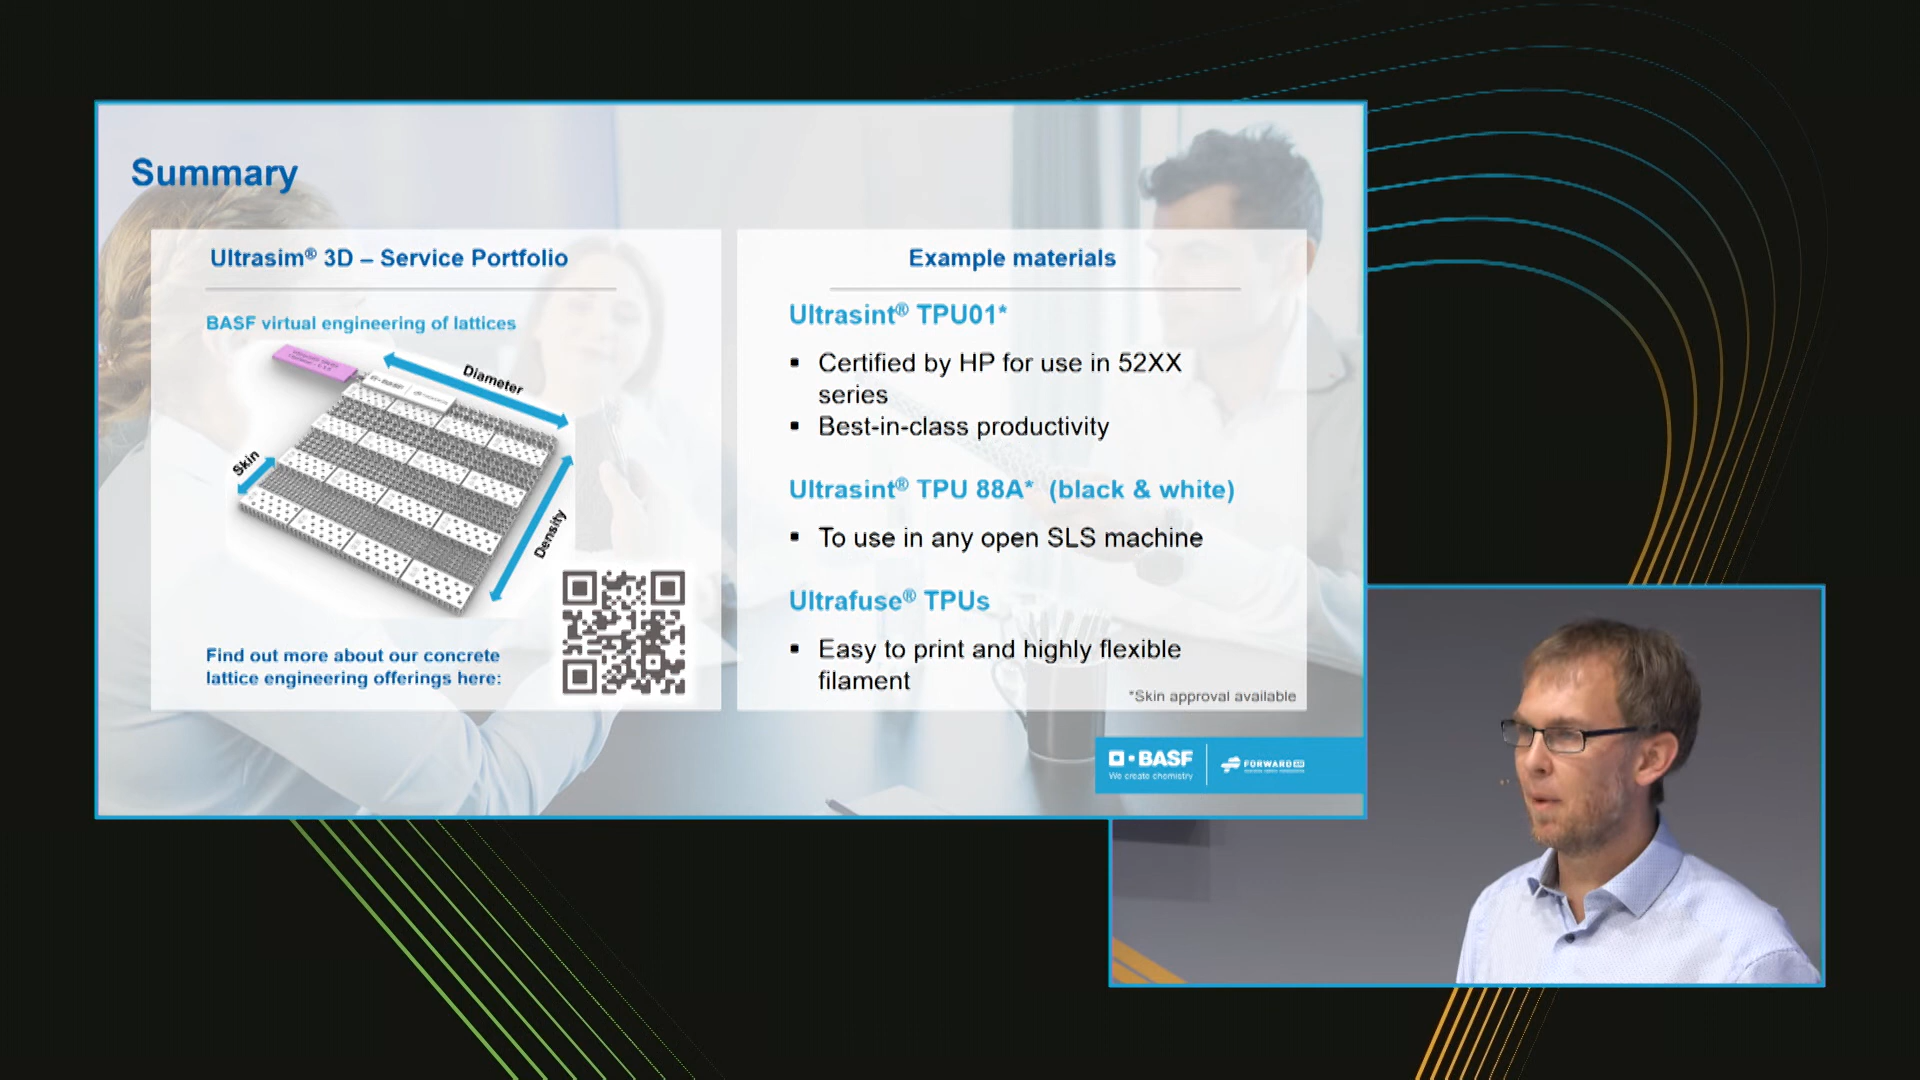 Summary
Ultrasim® 3D – Service Portfolio
BASF virtual engineering of lattices
Diameter
Skin
Density
Find out more about our concrete
lattice engineering offerings here:
Example materials
Ultrasint® TPU01*
▪ Certified by HP for use in 52XX
series
▪ Best-in-class productivity
Ultrasint® TPU 88A* (black & white)
▪ To use in any open SLS machine
Ultrafuse® TPUs
▪ Easy to print and highly flexible
filament
*Skin approval available
BASF
We create chemistry
FORWARD AM